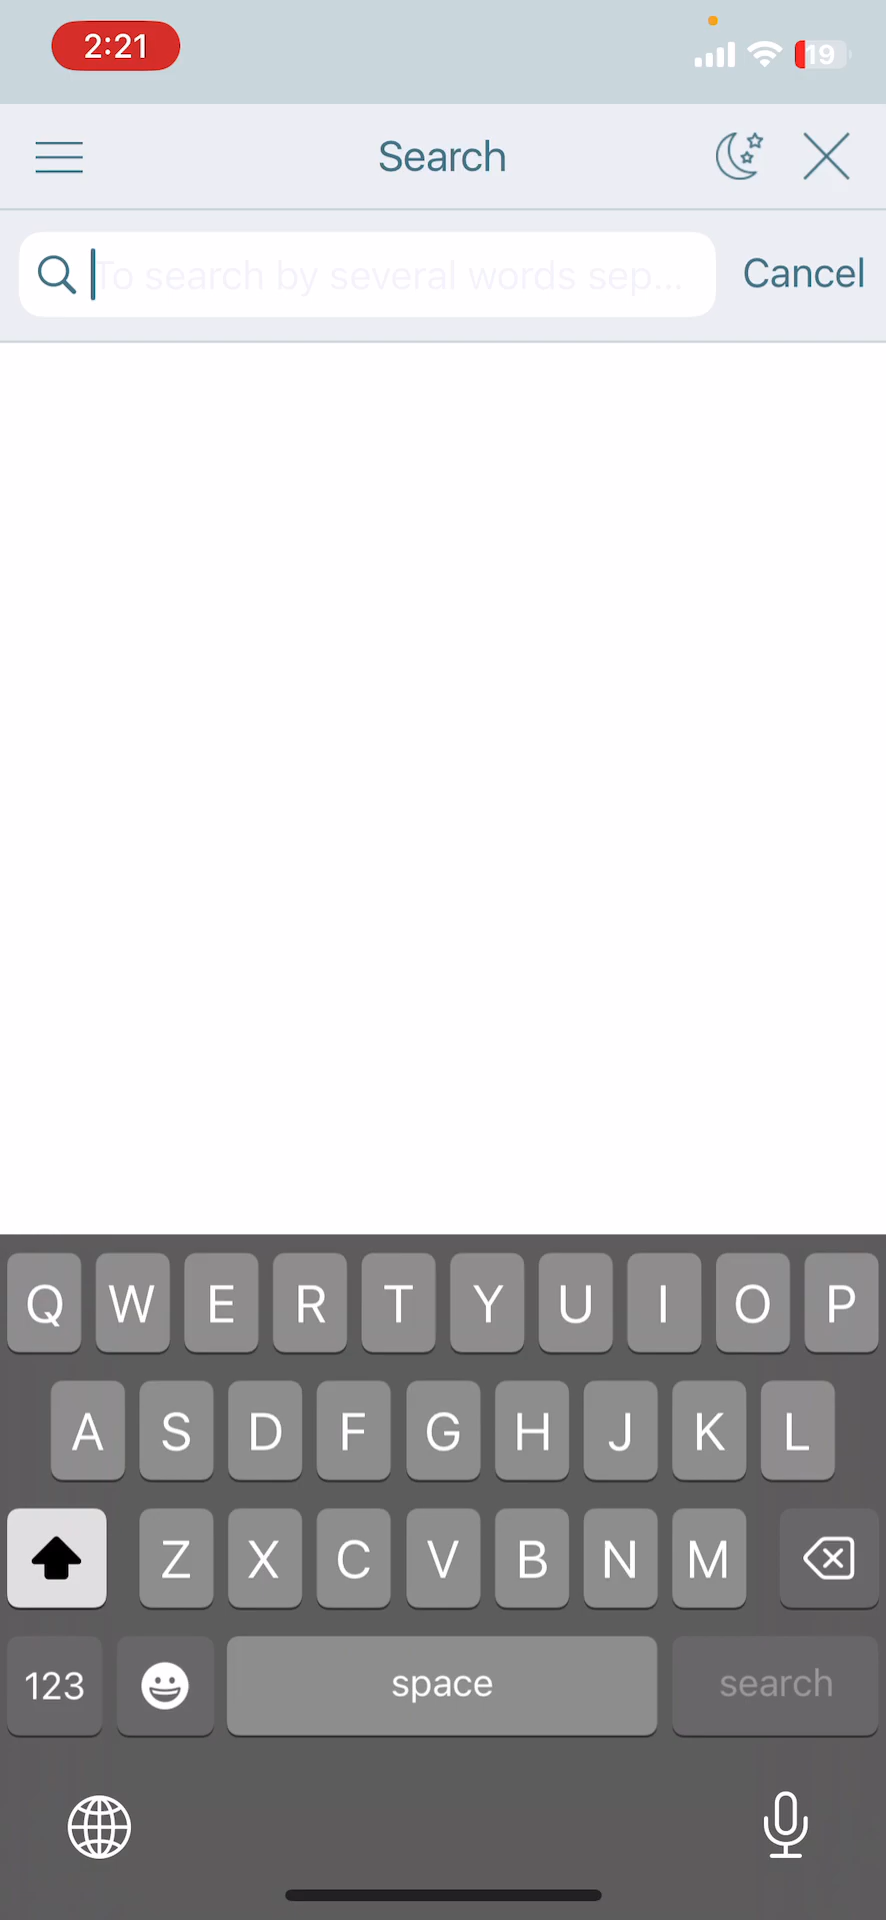 2:21
19
Search
To search by several words sep...
Cancel
Q W E R T Y U I O P
A S D F G H J K L
Z X C V B N M
123 space search